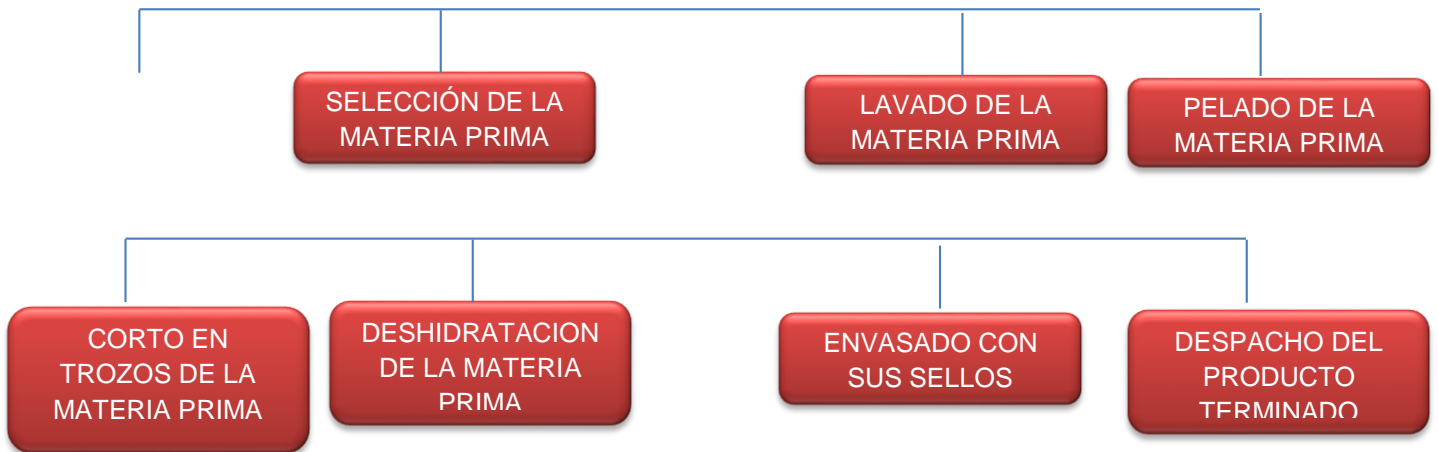 SELECCIÓN DE LA
MATERIA PRIMA
LAVADO DE LA
MATERIA PRIMA
PELADO DE LA
MATERIA PRIMA
CORTO EN
TROZOS DE LA
MATERIA PRIMA
DESHIDRATACION
DE LA MATERIA
PRIMA
ENVASADO CON
SUS SELLOS
DESPACHO DEL
PRODUCTO
TERMINADO